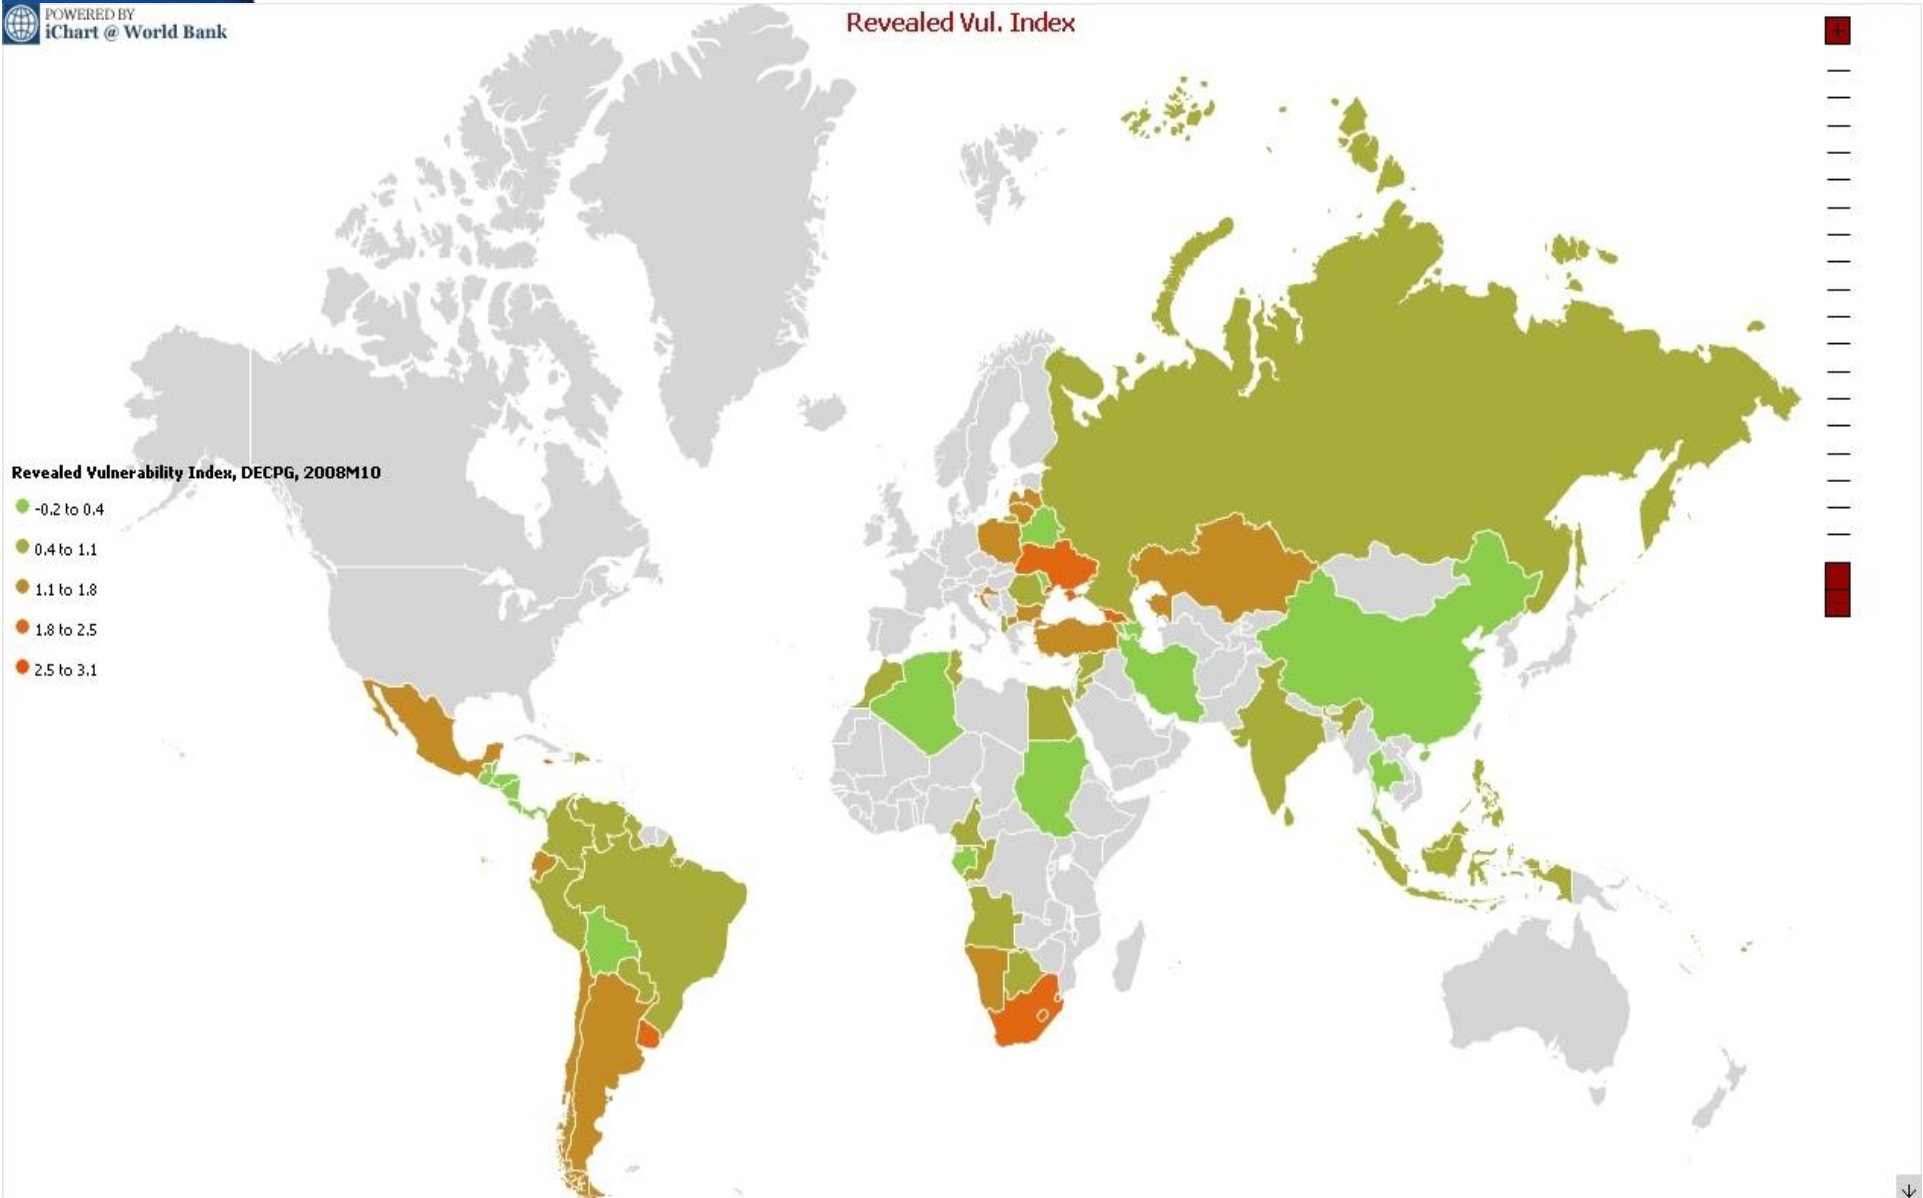 POWERED BY
iChart @ World Bank
Revealed Vul. Index
Revealed Vulnerability Index, DECPG, 2008M10
-0.2 to 0.4
0.4 to 1.1
1.1 to 1.8
1.8 to 2.5
2.5 to 3.1